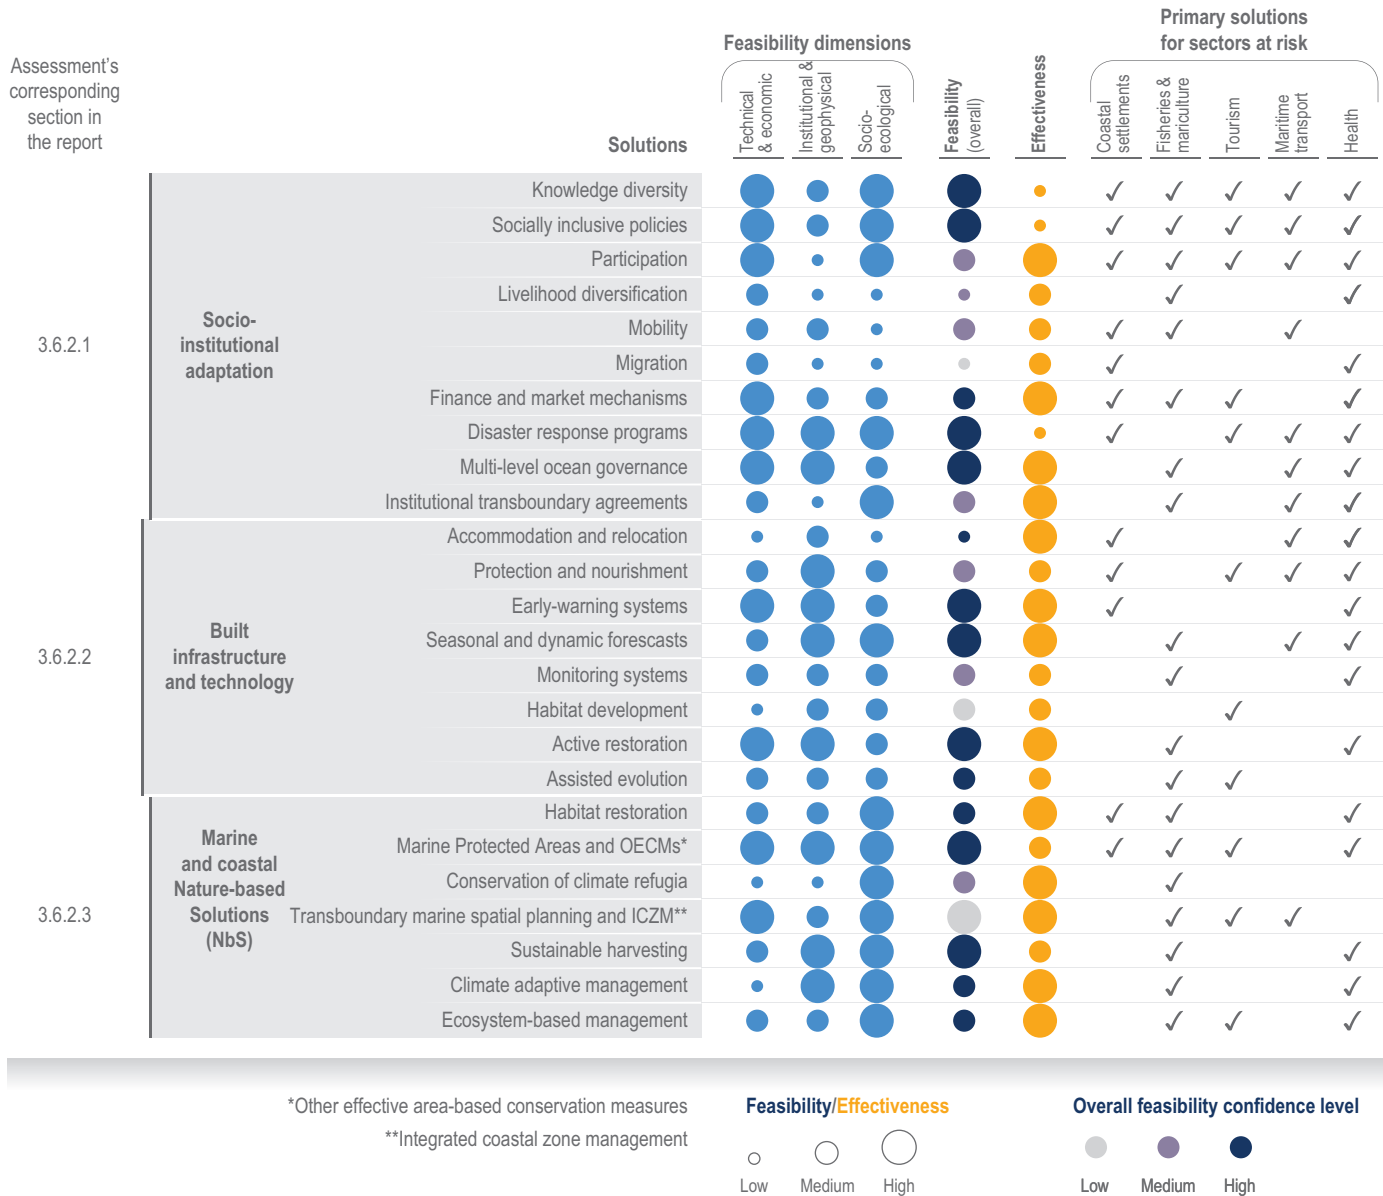 Assessment's
corresponding
section in
the report
Solutions
Feasibility dimensions
Technical
& economic
Institutional &
geophysical
Socio-
ecological
Feasibility
(overall)
Effectiveness
Primary solutions
for sectors at risk
Coastal
settlements
Fisheries &
mariculture
Tourism
Maritime
transport
Health
3.6.2.1
Socio-
institutional
adaptation
Knowledge diversity
Socially inclusive policies
Participation
Livelihood diversification
Mobility
Migration
Finance and market mechanisms
Disaster response programs
Multi-level ocean governance
Institutional transboundary agreements
3.6.2.2
Built
infrastructure
and technology
Accommodation and relocation
Protection and nourishment
Early-warning systems
Seasonal and dynamic forescasts
Monitoring systems
Habitat development
Active restoration
Assisted evolution
3.6.2.3
Marine
and coastal
Nature-based
Solutions
(NbS)
Habitat restoration
Marine Protected Areas and OECMs*
Conservation of climate refugia
Transboundary marine spatial planning and ICZM**
Sustainable harvesting
Climate adaptive management
Ecosystem-based management
*Other effective area-based conservation measures
**Integrated coastal zone management
Feasibility/Effectiveness
Low Medium High
Overall feasibility confidence level
Low Medium High